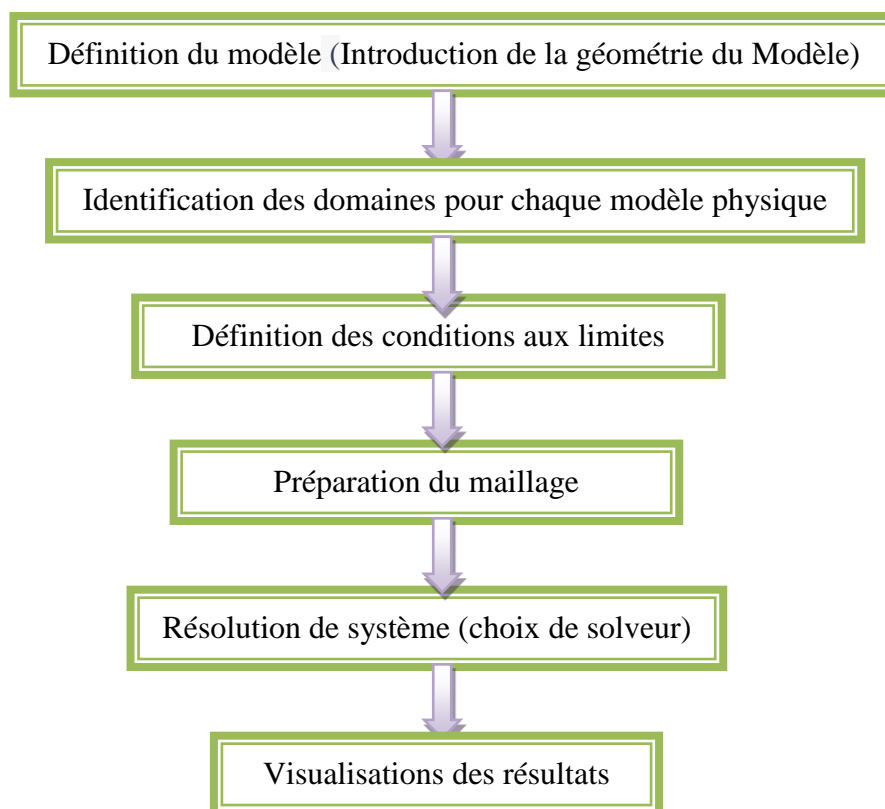 Définition du modèle (Introduction de la géométrie du Modèle)
Identification des domaines pour chaque modèle physique
Définition des conditions aux limites
Préparation du maillage
Résolution de système (choix de solveur)
Visualisations des résultats